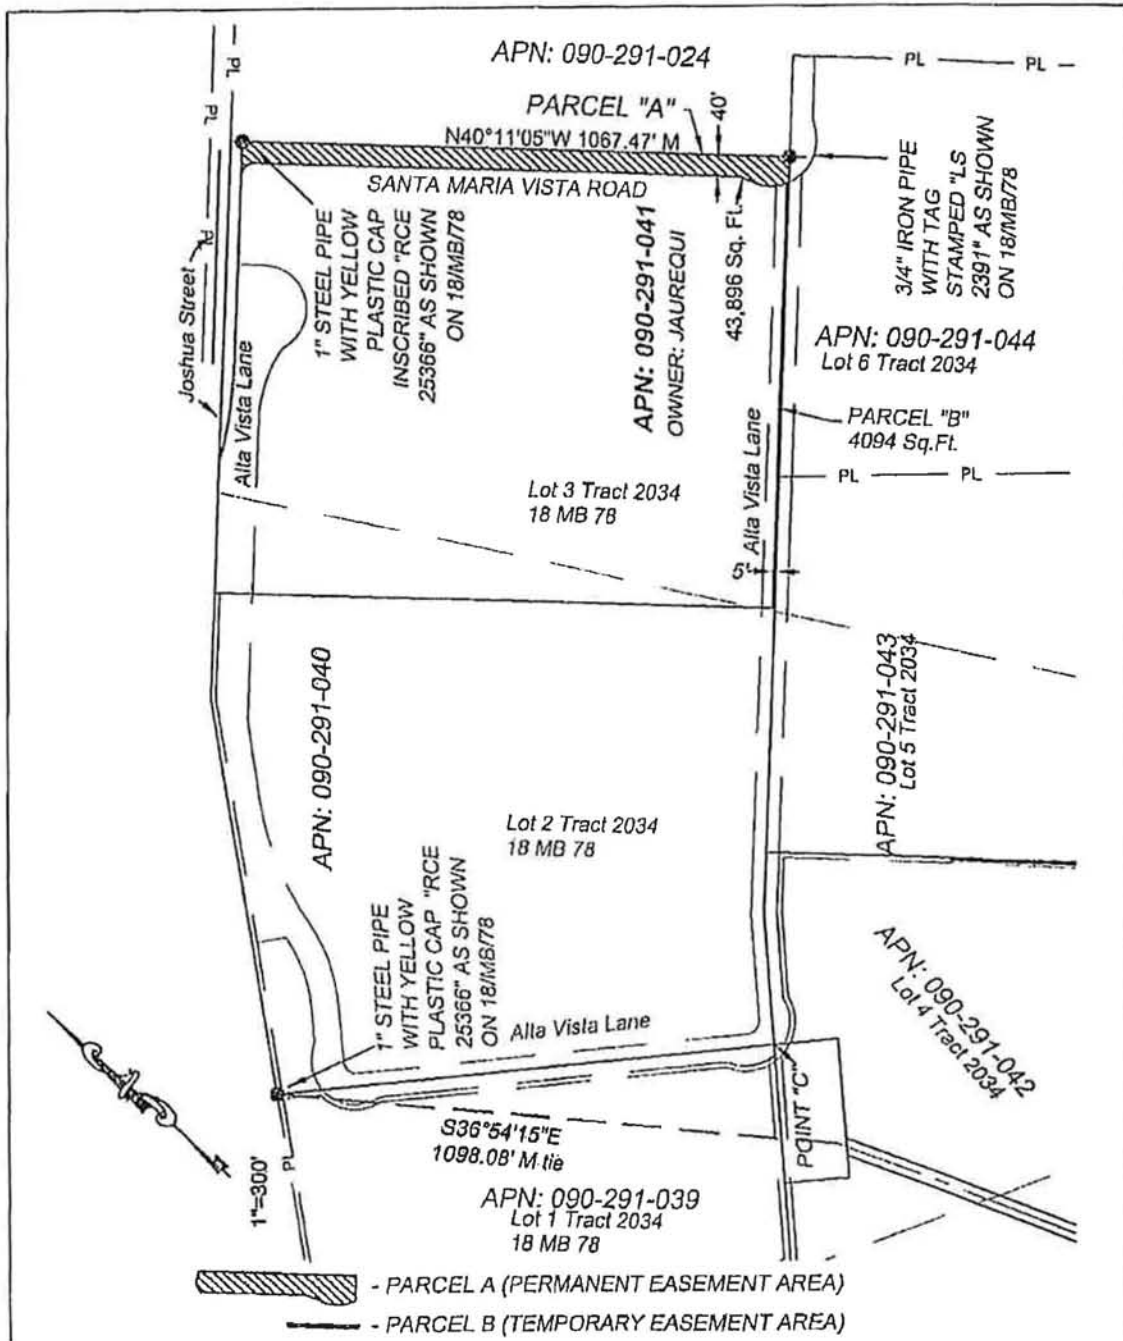 APN: 090-291-024
PL
PL
PL
PL
PL
PARCEL "A"
40'
N40°11'05"W 1067.47' M
SANTA MARIA VISTA ROAD
3/4" IRON PIPE
WITH TAG
STAMPED "LS
2391" AS SHOWN
ON 18/MB/78
1" STEEL PIPE
WITH YELLOW
PLASTIC CAP
INSCRIBED "RCE
25366" AS SHOWN
ON 18/MB/78
APN: 090-291-041
OWNER: JAUREQUI
43,896 Sq. Ft.
Joshua Street
Alta Vista Lane
APN: 090-291-044
Lot 6 Tract 2034
PARCEL "B"
4094 Sq.Ft.
PL
PL
Alta Vista Lane
Lot 3 Tract 2034
18 MB 78
5'
APN: 090-291-040
APN: 090-291-043
Lot 5 Tract 2034
Lot 2 Tract 2034
18 MB 78
1" STEEL PIPE
WITH YELLOW
PLASTIC CAP "RCE
25366" AS SHOWN
ON 18/MB/78
APN: 090-291-042
Lot 4 Tract 2034
Alta Vista Lane
POINT "C"
S36°54'15"E
1098.08' M tie
1"=300'
PL
APN: 090-291-039
Lot 1 Tract 2034
18 MB 78
- PARCEL A (PERMANENT EASEMENT AREA)
- PARCEL B (TEMPORARY EASEMENT AREA)